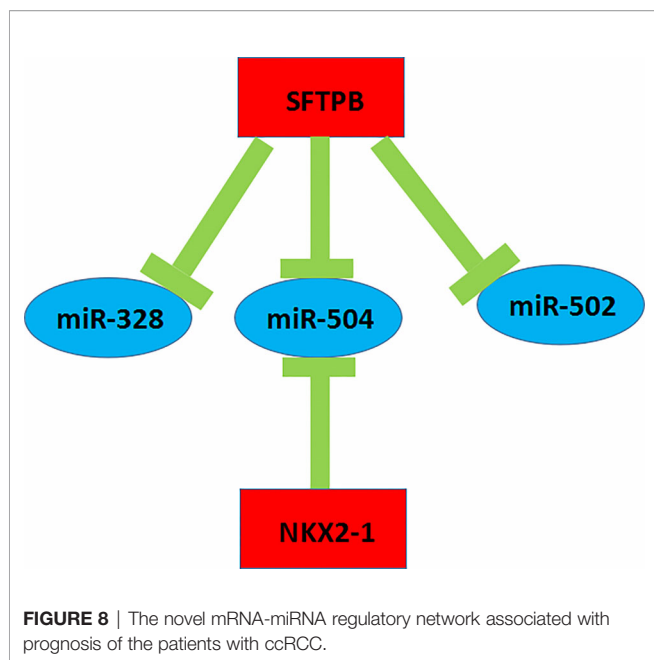 SFTPB
miR-328
miR-504
miR-502
NKX2-1
FIGURE 8 | The novel mRNA-miRNA regulatory network associated with
prognosis of the patients with ccRCC.